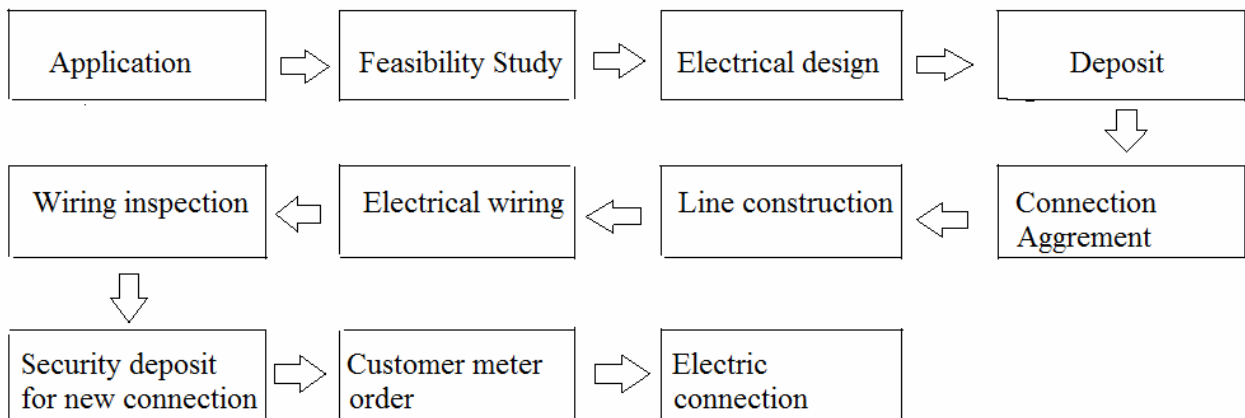 Application
Feasibility Study
Electrical design
Deposit
Wiring inspection
Electrical wiring
Line construction
Connection
Aggrement
Security deposit
for new connection
Customer meter
order
Electric
connection